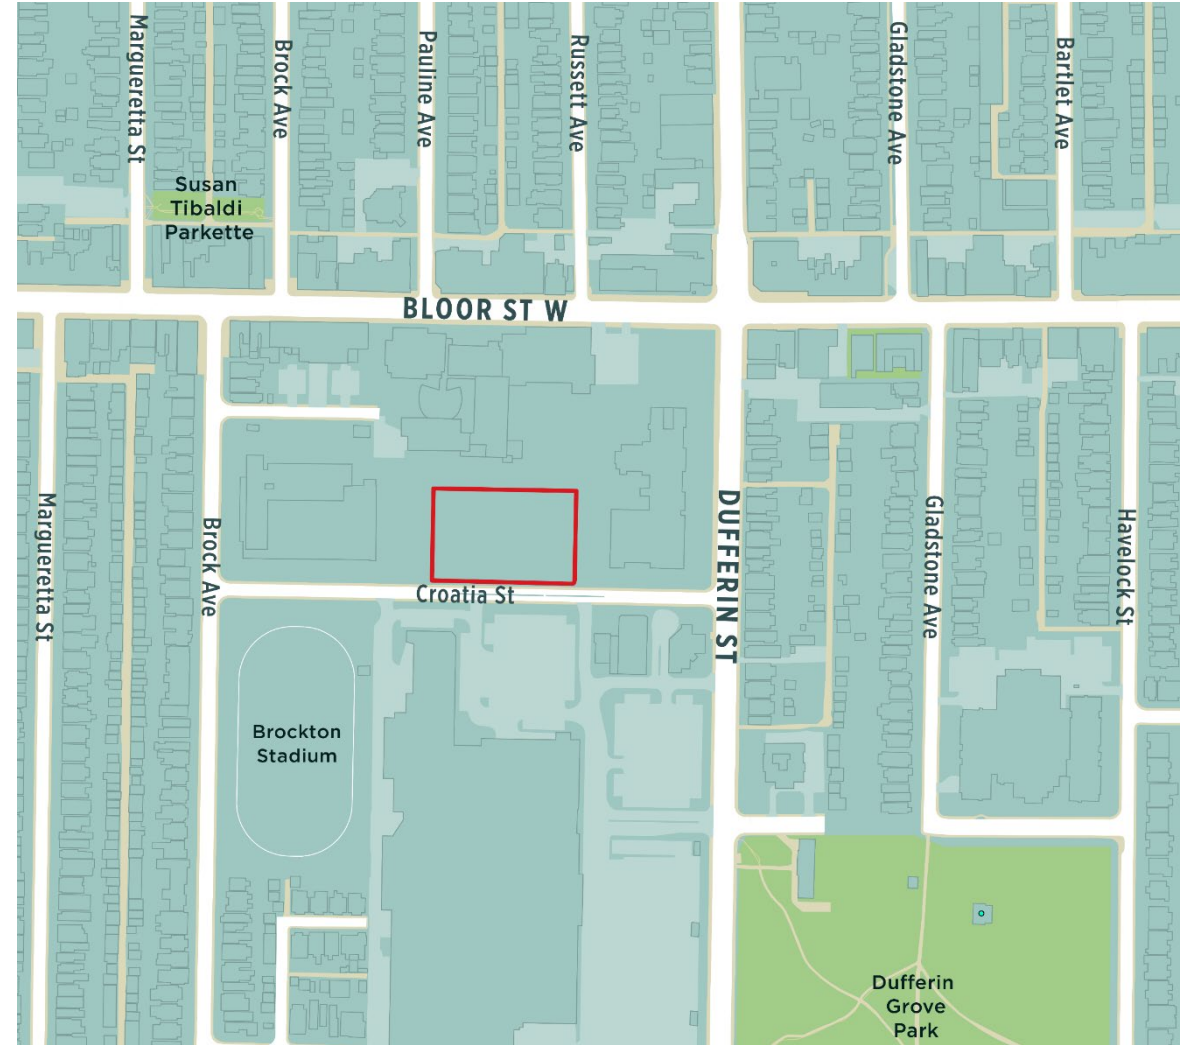 Margueretta St
Brock Ave
Pauline Ave
Russett Ave
Gladstone Ave
Bartlet Ave
Susan
Tibaldi
Parkette
BLOOR ST W
Margueretta St
Brock Ave
Croatia St
DUFFERIN ST
Gladstone Ave
Havelock St
Brockton
Stadium
Dufferin
Grove
Park